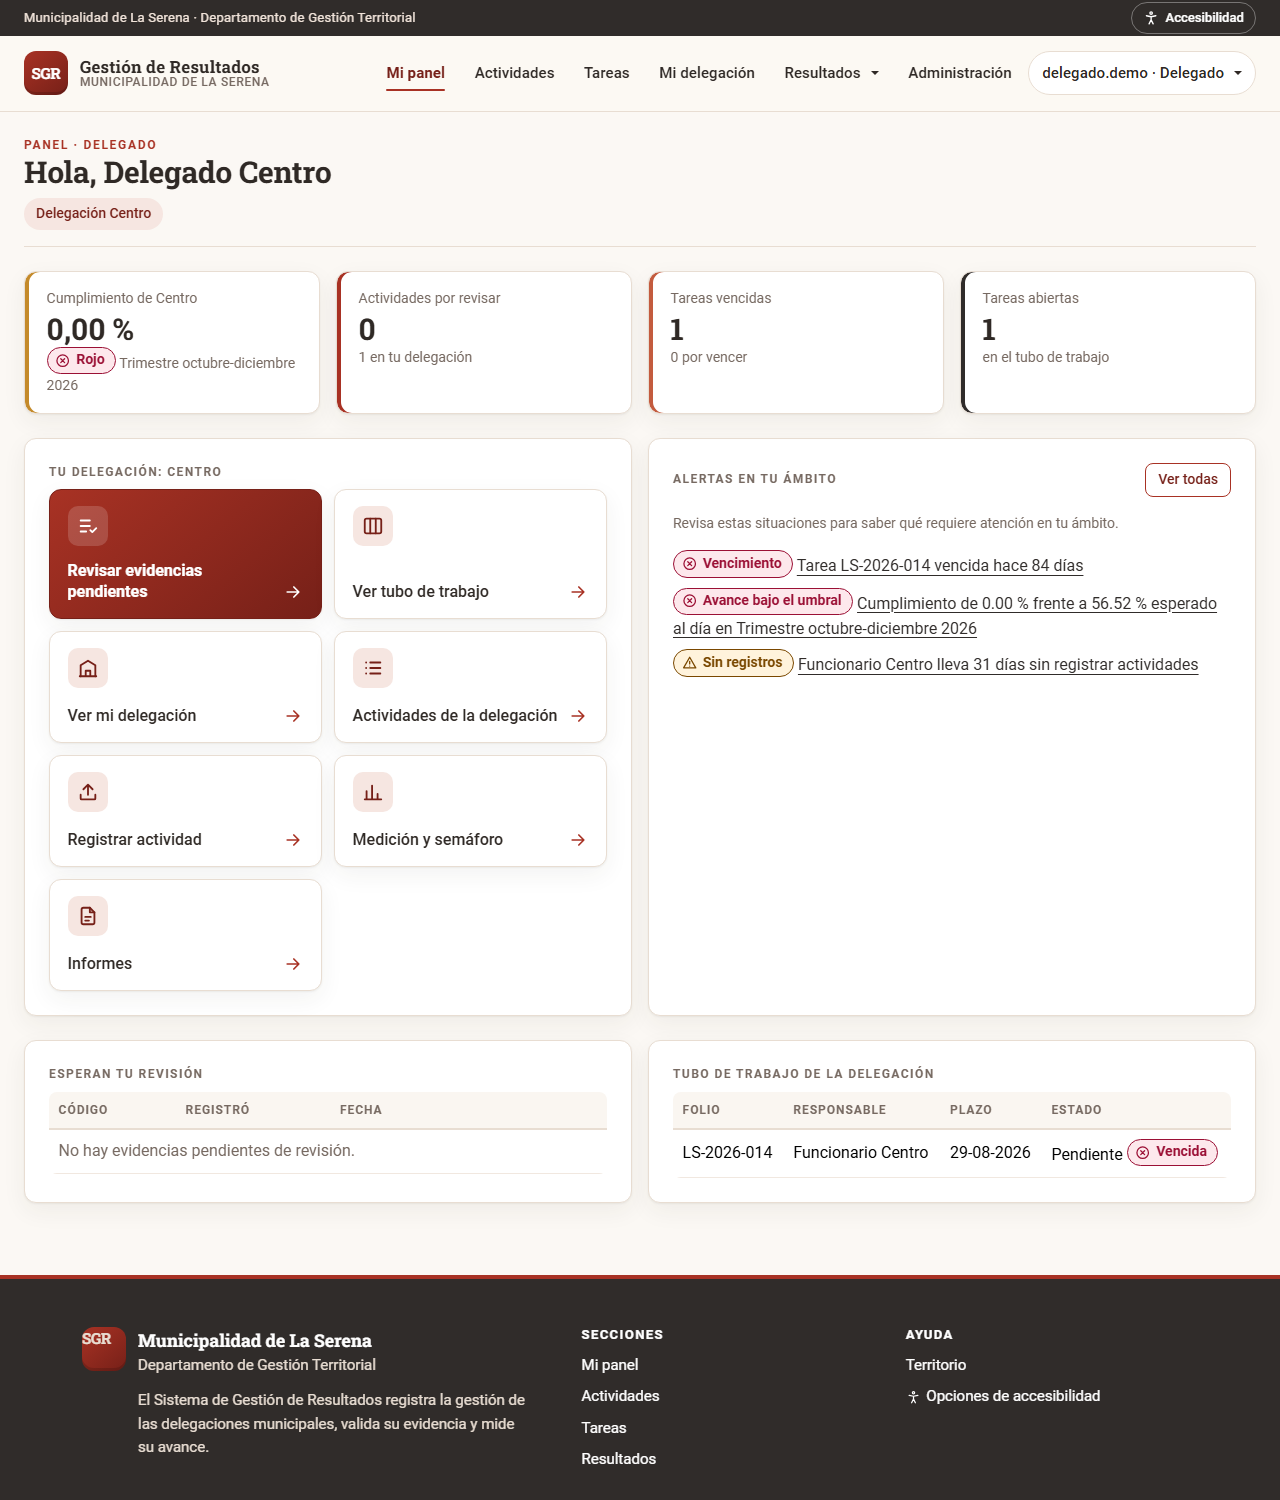 Municipalidad de La Serena · Departamento de Gestión Territorial
Accesibilidad
SGR
Gestión de Resultados
MUNICIPALIDAD DE LA SERENA
Mi panel
Actividades
Tareas
Mi delegación
Resultados
Administración
delegado.demo · Delegado
PANEL · DELEGADO
Hola, Delegado Centro
Delegación Centro
Cumplimiento de Centro
0,00 %
Rojo Trimestre octubre-diciembre
2026
Actividades por revisar
0
1 en tu delegación
Tareas vencidas
1
0 por vencer
Tareas abiertas
1
en el tubo de trabajo
TU DELEGACIÓN: CENTRO
Revisar evidencias
pendientes
Ver tubo de trabajo
Ver mi delegación
Actividades de la delegación
Registrar actividad
Medición y semáforo
Informes
ALERTAS EN TU ÁMBITO
Ver todas
Revisa estas situaciones para saber qué requiere atención en tu ámbito.
Vencimiento Tarea LS-2026-014 vencida hace 84 días
Avance bajo el umbral Cumplimiento de 0.00 % frente a 56.52 % esperado
al día en Trimestre octubre-diciembre 2026
Sin registros Funcionario Centro lleva 31 días sin registrar actividades
ESPERAN TU REVISIÓN
CÓDIGO REGISTRÓ FECHA
No hay evidencias pendientes de revisión.
TUBO DE TRABAJO DE LA DELEGACIÓN
FOLIO RESPONSABLE PLAZO ESTADO
LS-2026-014 Funcionario Centro 29-08-2026 Pendiente Vencida
SGR
Municipalidad de La Serena
Departamento de Gestión Territorial
El Sistema de Gestión de Resultados registra la gestión de
las delegaciones municipales, valida su evidencia y mide
su avance.
SECCIONES
Mi panel
Actividades
Tareas
Resultados
AYUDA
Territorio
Opciones de accesibilidad